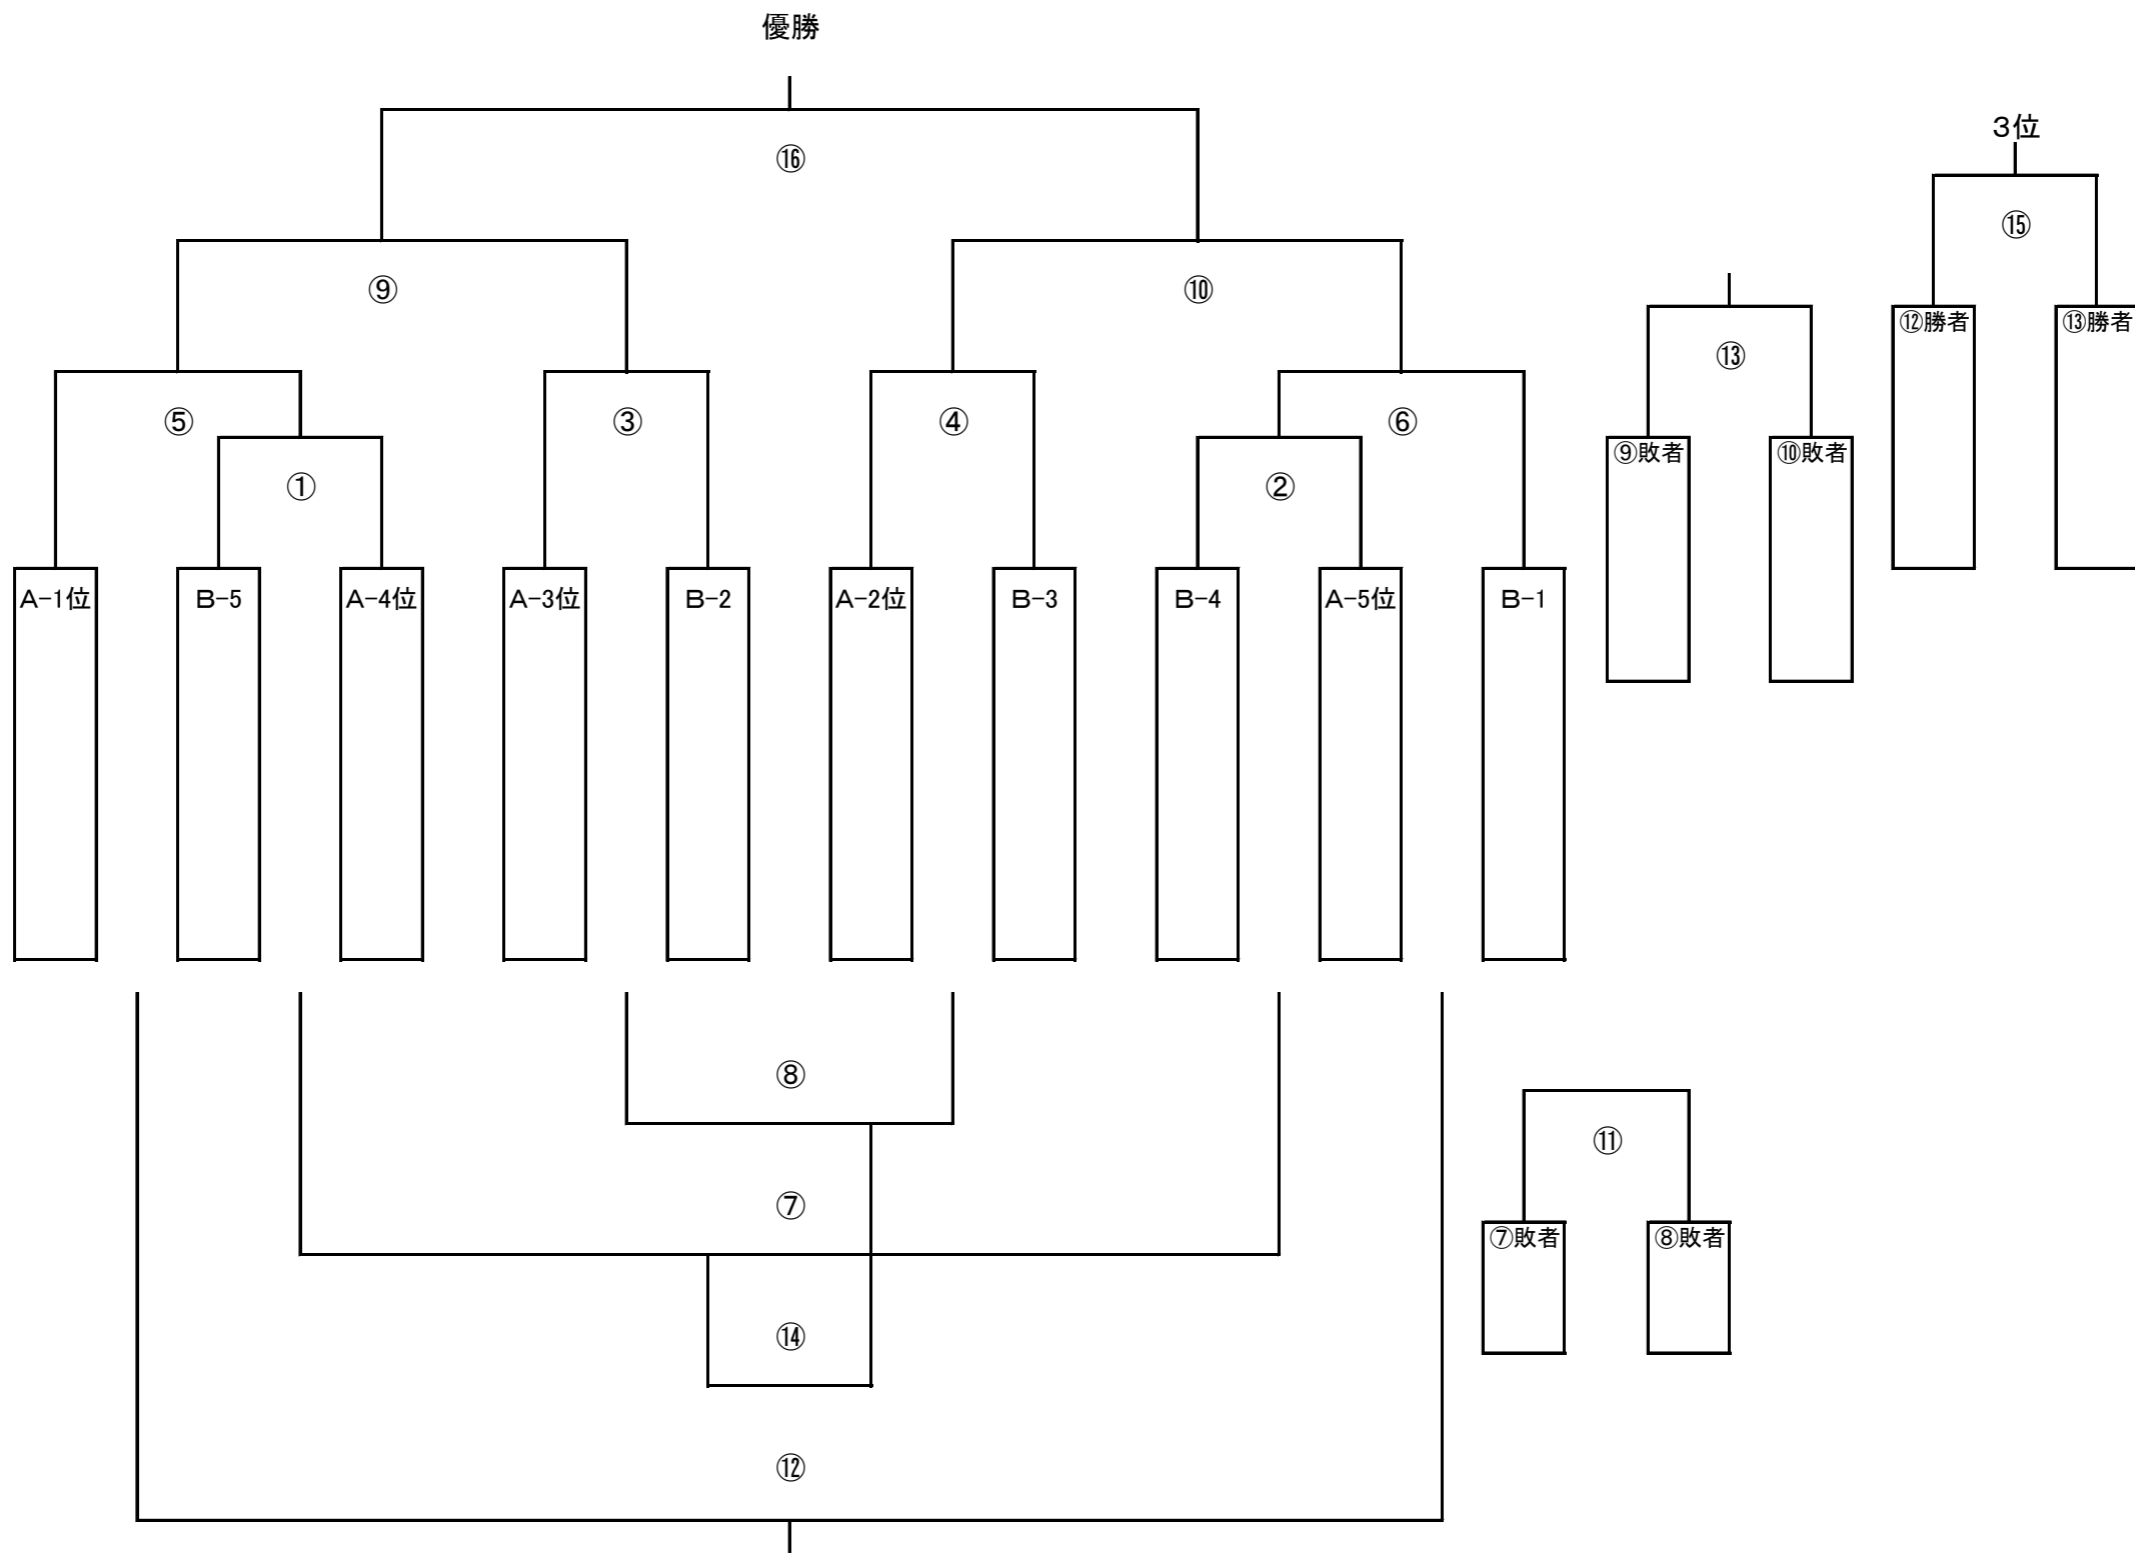 優勝
3位
⑯
⑮
⑨
⑩
⑫勝者
⑬勝者
⑬
⑤
③
④
⑥
⑨敗者
⑩敗者
①
②
A-1位
B-5
A-4位
A-3位
B-2
A-2位
B-3
B-4
A-5位
B-1
⑧
⑪
⑦
⑦敗者
⑧敗者
⑭
⑫